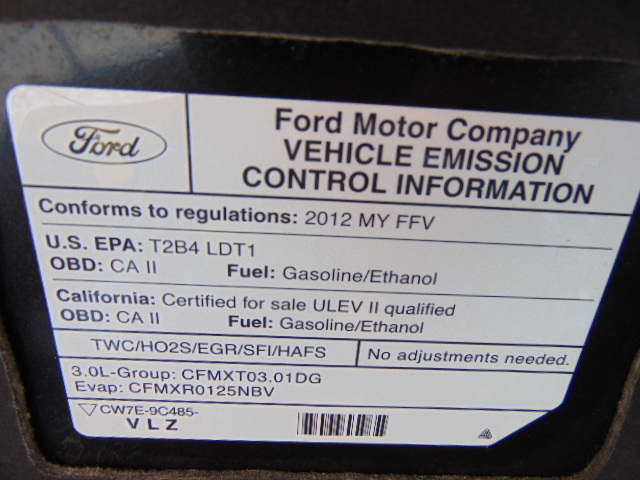 Ford
Ford Motor Company
VEHICLE EMISSION
CONTROL INFORMATION
Conforms to regulations: 2012 MY FFV
U.S. EPA: T2B4 LDT1
OBD: CA II Fuel: Gasoline/Ethanol
California: Certified for sale ULEV II qualified
OBD: CA II Fuel: Gasoline/Ethanol
TWC/HO2S/EGR/SFI/HAFS No adjustments needed.
3.0L-Group: CFMXT03.01DG
Evap: CFMXR0125NBV
CW7E-9C485-
VLZ